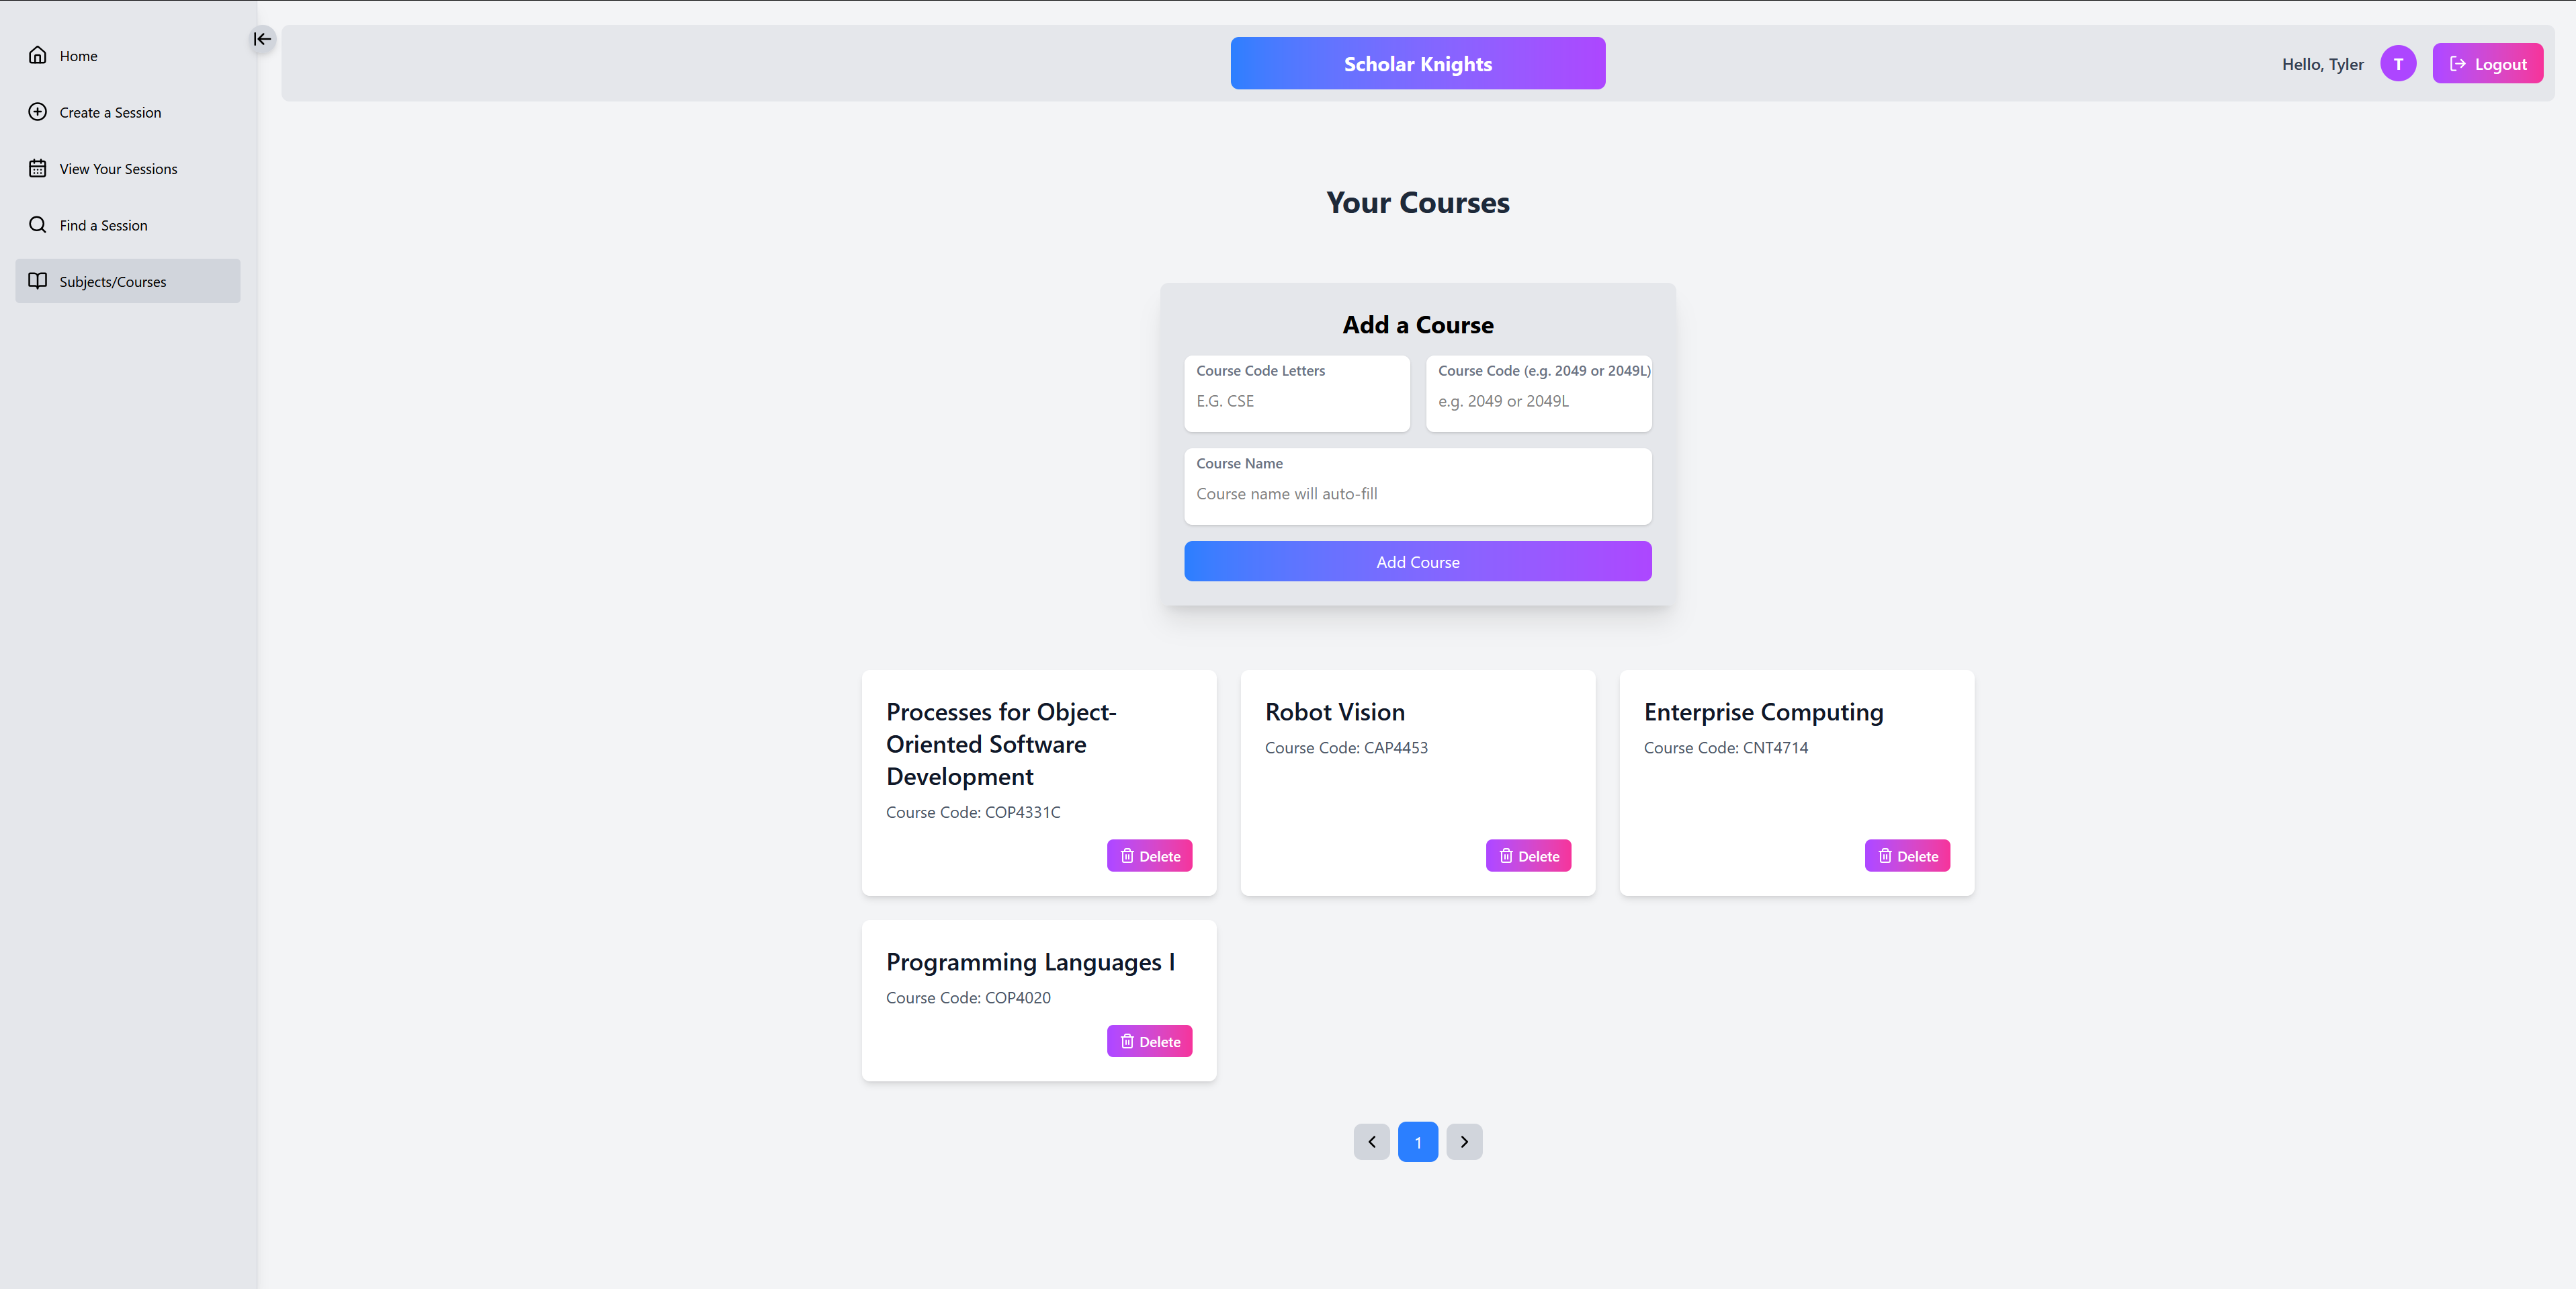 Home
Create a Session
View Your Sessions
Find a Session
Subjects/Courses
Scholar Knights
Hello, Tyler
T
Logout
Your Courses
Add a Course
Course Code Letters
E.G. CSE
Course Code (e.g. 2049 or 2049L)
e.g. 2049 or 2049L
Course Name
Course name will auto-fill
Add Course
Processes for Object-
Oriented Software
Development
Course Code: COP4331C
Delete
Robot Vision
Course Code: CAP4453
Delete
Enterprise Computing
Course Code: CNT4714
Delete
Programming Languages I
Course Code: COP4020
Delete
1